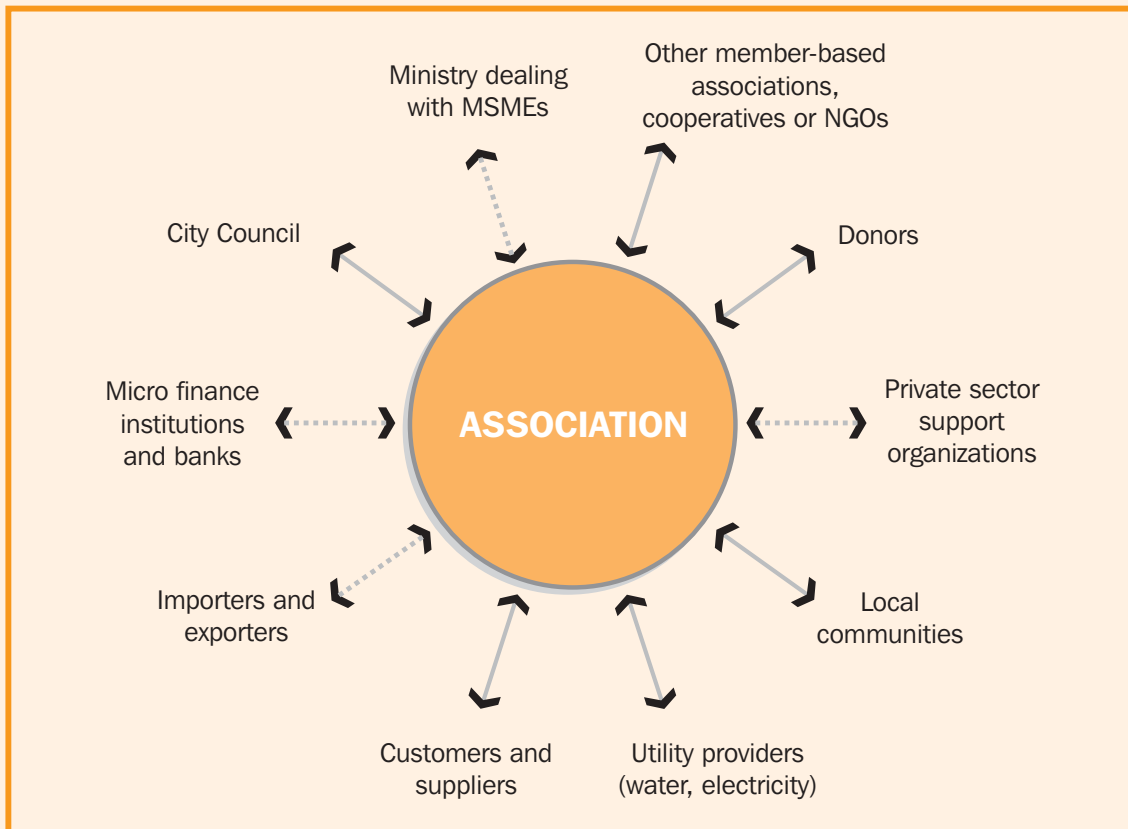 Ministry dealing
with MSMEs
Other member-based
associations,
cooperatives or NGOs
City Council
Donors
Micro finance
institutions
and banks
ASSOCIATION
Private sector
support
organizations
Importers and
exporters
Local
communities
Customers and
suppliers
Utility providers
(water, electricity)